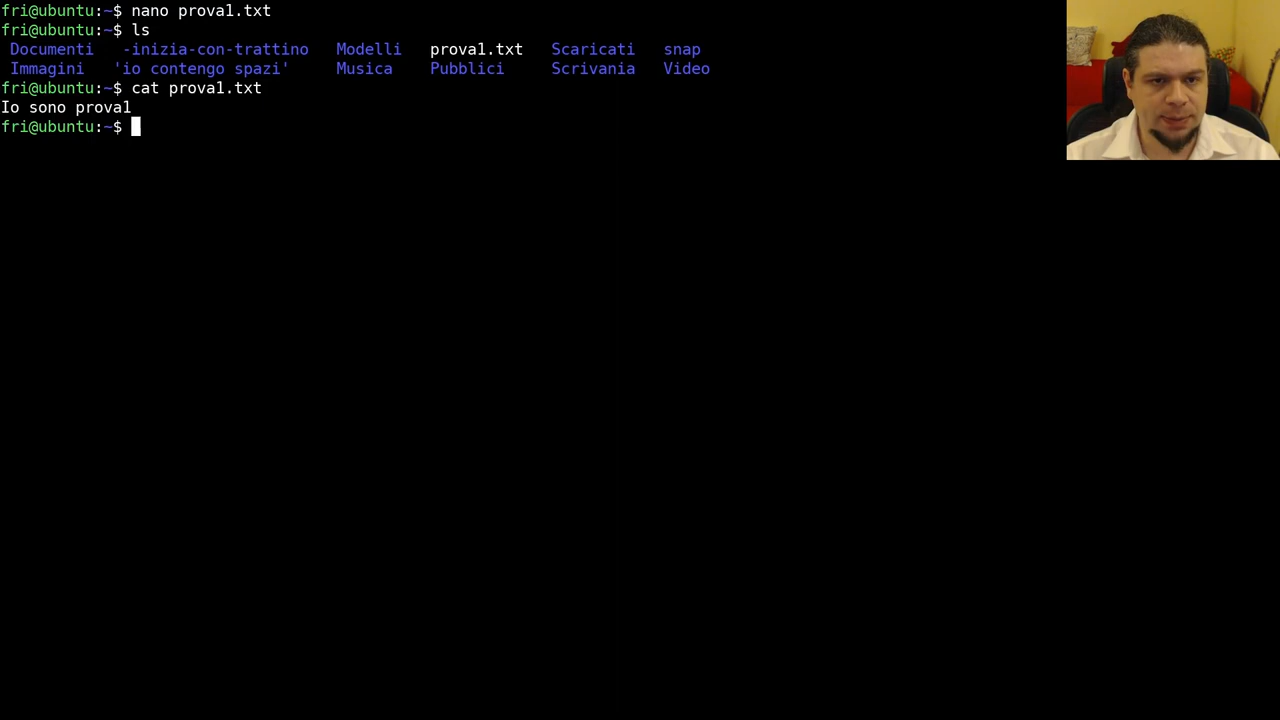 fri@ubuntu:~$ nano prova1.txt
fri@ubuntu:~$ ls
Documenti -inizia-con-trattino Modelli prova1.txt Scaricati snap
Immagini 'io contengo spazi' Musica Pubblici Scrivania Video
fri@ubuntu:~$ cat prova1.txt
Io sono prova1
fri@ubuntu:~$